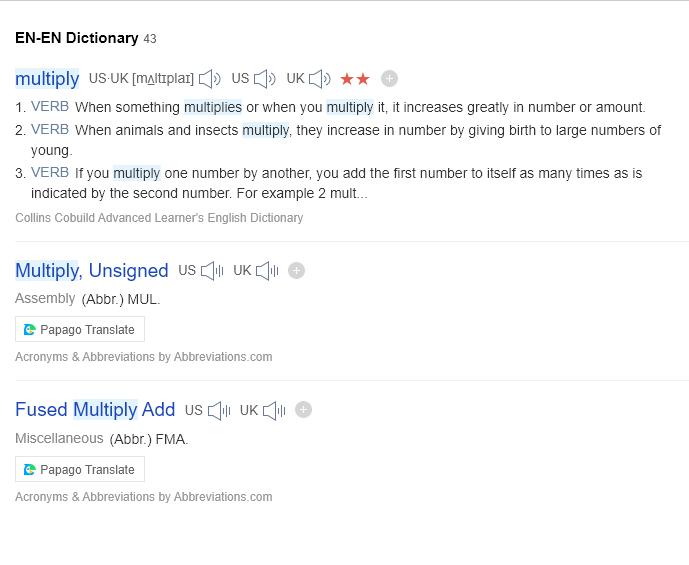 EN-EN Dictionary 43
multiply US·UK [mʌltɪplaɪ] US UK ★★
1. VERB When something multiplies or when you multiply it, it increases greatly in number or amount.
2. VERB When animals and insects multiply, they increase in number by giving birth to large numbers of
young.
3. VERB If you multiply one number by another, you add the first number to itself as many times as is
indicated by the second number. For example 2 mult...
Collins Cobuild Advanced Learner's English Dictionary
Multiply, Unsigned US UK
Assembly (Abbr.) MUL.
Papago Translate
Acronyms & Abbreviations by Abbreviations.com
Fused Multiply Add US UK
Miscellaneous (Abbr.) FMA.
Papago Translate
Acronyms & Abbreviations by Abbreviations.com